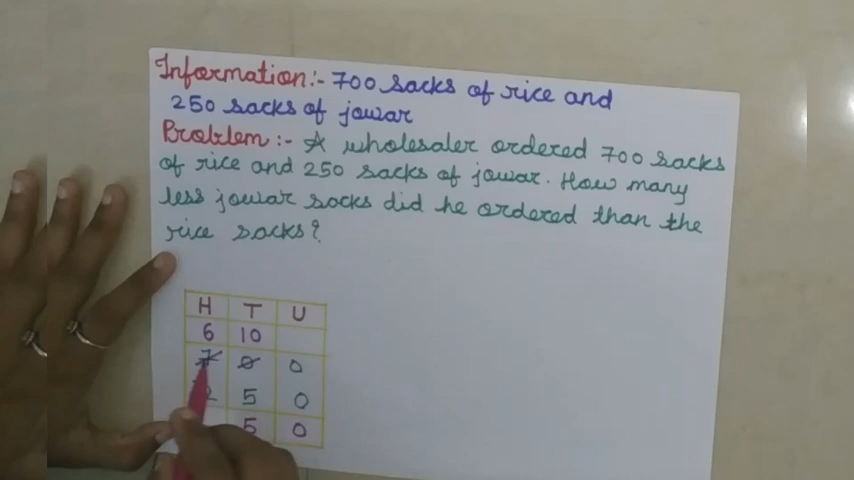 Information:- 700 sacks of rice and
250 sacks of jowar
Problem:- A wholesaler ordered 700 sacks
of rice and 250 sacks of jowar. How many
less jowar sacks did he ordered than the
rice sacks?
H T U
6 10
7 0 0
2 5 0
5 0